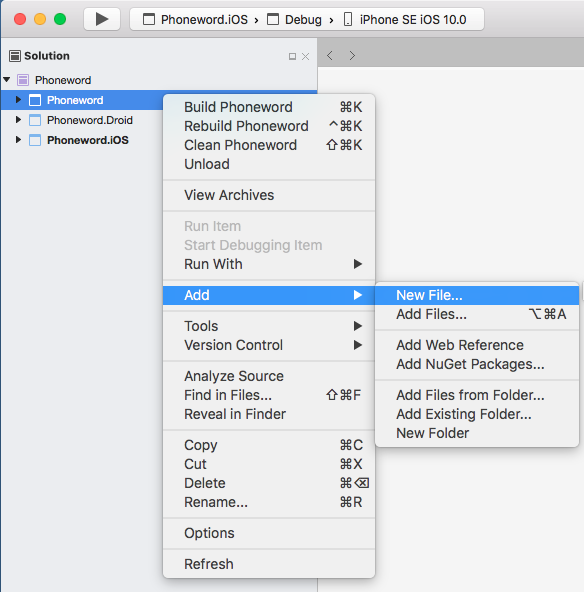 Phoneword.iOS › Debug › iPhone SE iOS 10.0
Solution
Phoneword
Phoneword
Phoneword.Droid
Phoneword.iOS
Build Phoneword ⌘K
Rebuild Phoneword ^⌘K
Clean Phoneword ⇧⌘K
Unload
View Archives
Run Item
Start Debugging Item
Run With
Add
New File...
Add Files... ⌥⌘A
Add Web Reference
Add NuGet Packages...
Add Files from Folder...
Add Existing Folder...
New Folder
Tools
Version Control
Analyze Source
Find in Files... ⇧⌘F
Reveal in Finder
Copy ⌘C
Cut ⌘X
Delete ⌘⌫
Rename... ⌘R
Options
Refresh